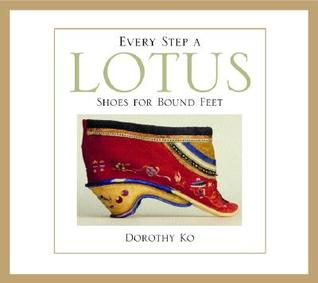 EVERY STEP A
LOTUS
SHOES FOR BOUND FEET
DOROTHY KO